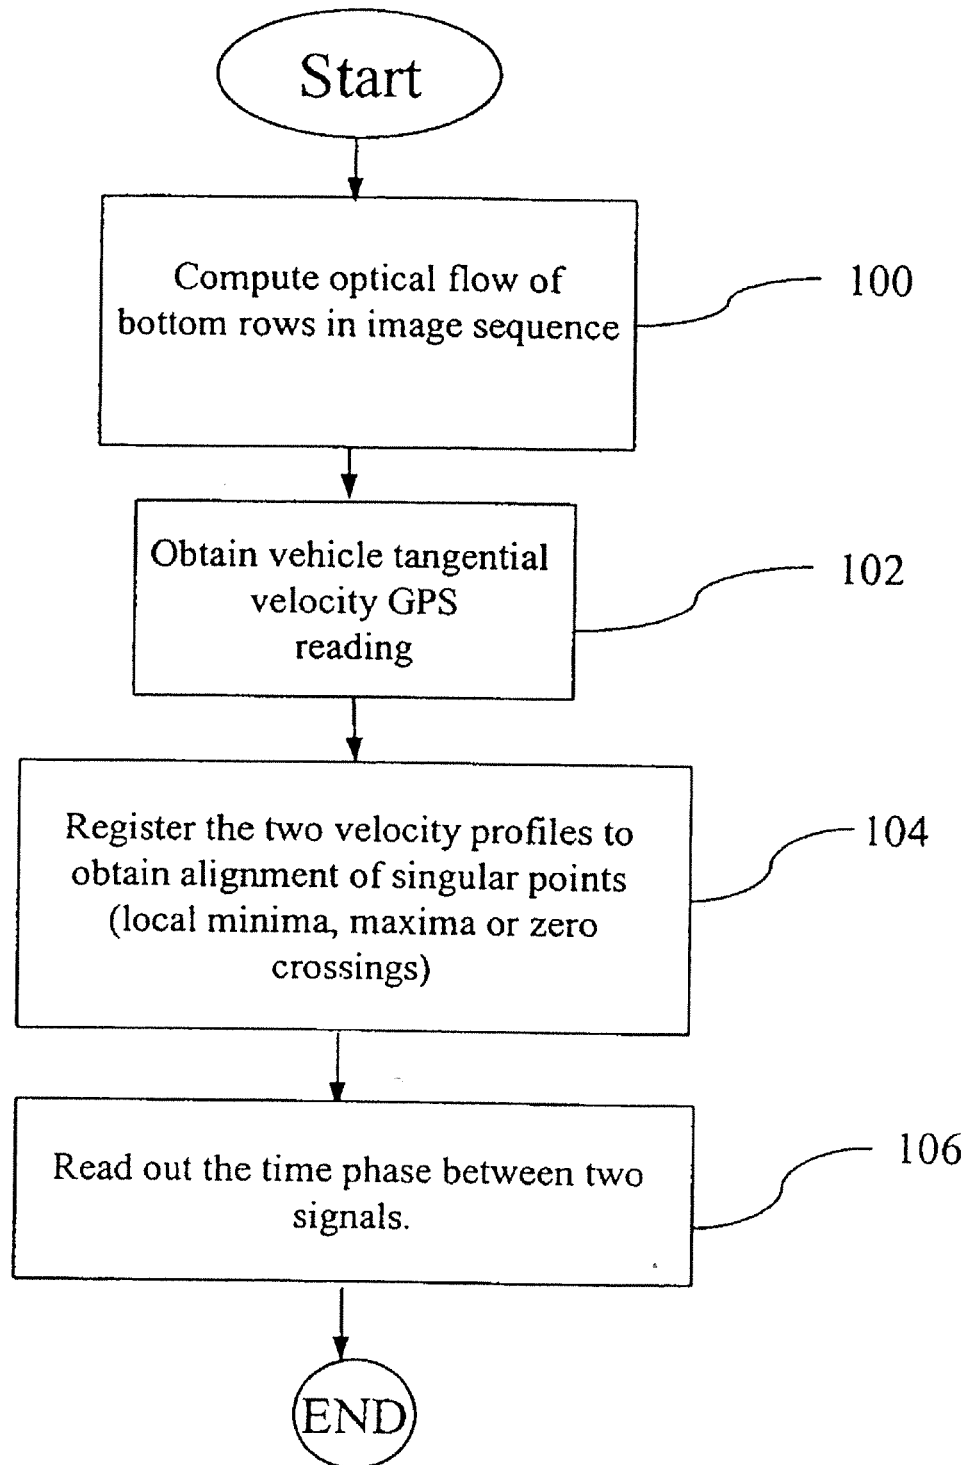 Start
Compute optical flow of
bottom rows in image sequence
100
Obtain vehicle tangential
velocity GPS
reading
102
Register the two velocity profiles to
obtain alignment of singular points
(local minima, maxima or zero
crossings)
104
Read out the time phase between two
signals.
106
END